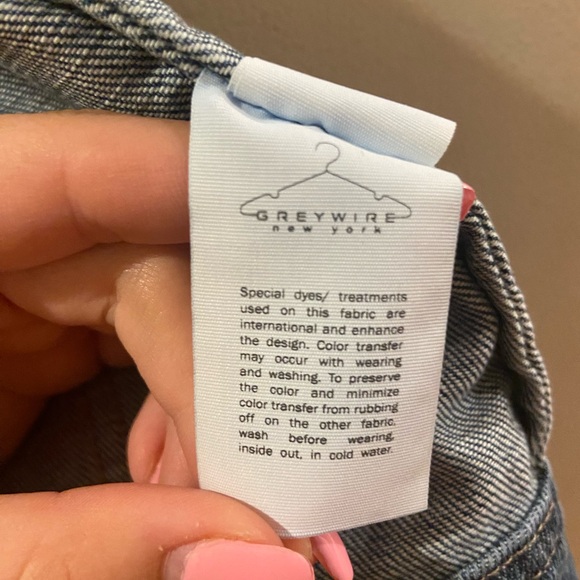 GREYWIRE
new york
Special dyes/ treatments
used on this fabric are
international and enhance
the design. Color transfer
may occur with wearing
and washing. To preserve
the color and minimize
color transfer from rubbing
off on the other fabric.
wash before wearing,
inside out, in cold water.